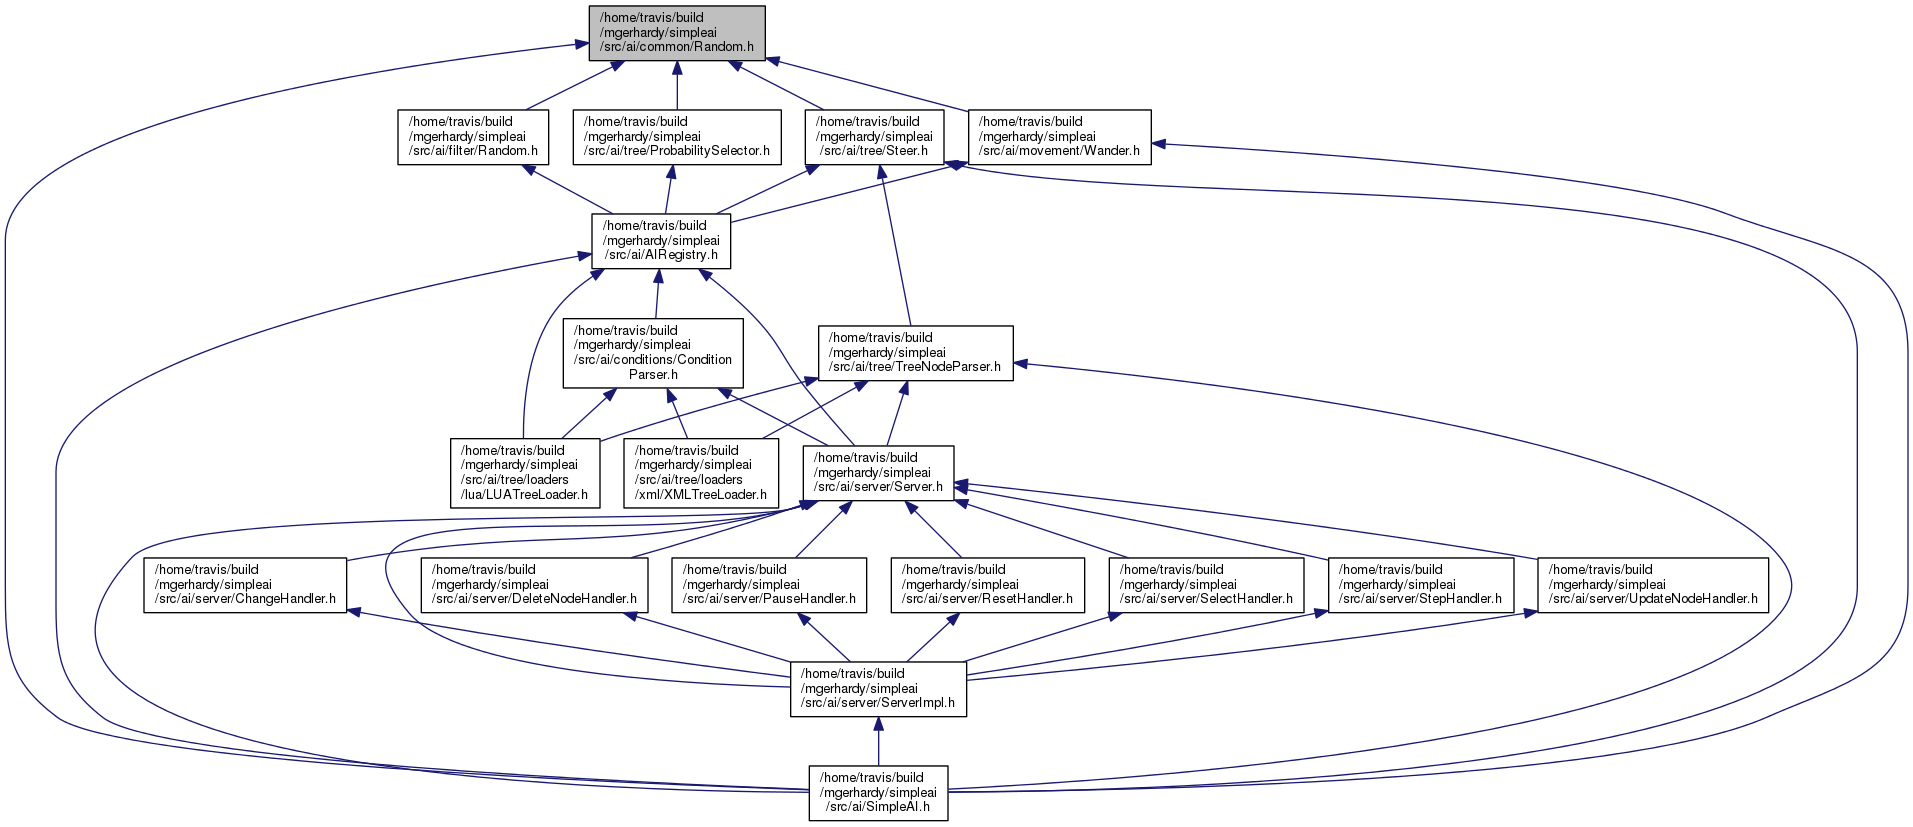 /home/travis/build
/mgerhardy/simpleai
/src/ai/common/Random.h
/home/travis/build
/mgerhardy/simpleai
/src/ai/filter/Random.h
/home/travis/build
/mgerhardy/simpleai
/src/ai/tree/ProbabilitySelector.h
/home/travis/build
/mgerhardy/simpleai
/src/ai/tree/Steer.h
/home/travis/build
/mgerhardy/simpleai
/src/ai/movement/Wander.h
/home/travis/build
/mgerhardy/simpleai
/src/ai/AIRegistry.h
/home/travis/build
/mgerhardy/simpleai
/src/ai/conditions/Condition
Parser.h
/home/travis/build
/mgerhardy/simpleai
/src/ai/tree/TreeNodeParser.h
/home/travis/build
/mgerhardy/simpleai
/src/ai/tree/loaders
/lua/LUATreeLoader.h
/home/travis/build
/mgerhardy/simpleai
/src/ai/tree/loaders
/xml/XMLTreeLoader.h
/home/travis/build
/mgerhardy/simpleai
/src/ai/server/Server.h
/home/travis/build
/mgerhardy/simpleai
/src/ai/server/ChangeHandler.h
/home/travis/build
/mgerhardy/simpleai
/src/ai/server/DeleteNodeHandler.h
/home/travis/build
/mgerhardy/simpleai
/src/ai/server/PauseHandler.h
/home/travis/build
/mgerhardy/simpleai
/src/ai/server/ResetHandler.h
/home/travis/build
/mgerhardy/simpleai
/src/ai/server/SelectHandler.h
/home/travis/build
/mgerhardy/simpleai
/src/ai/server/StepHandler.h
/home/travis/build
/mgerhardy/simpleai
/src/ai/server/UpdateNodeHandler.h
/home/travis/build
/mgerhardy/simpleai
/src/ai/server/ServerImpl.h
/home/travis/build
/mgerhardy/simpleai
/src/ai/SimpleAI.h